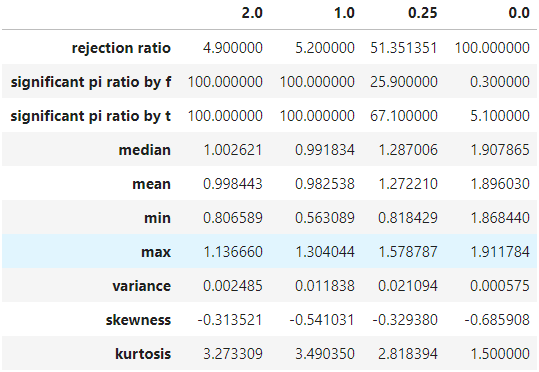 2.0 1.0 0.25 0.0
rejection ratio 4.900000 5.200000 51.351351 100.000000
significant pi ratio by f 100.000000 100.000000 25.900000 0.300000
significant pi ratio by t 100.000000 100.000000 67.100000 5.100000
median 1.002621 0.991834 1.287006 1.907865
mean 0.998443 0.982538 1.272210 1.896030
min 0.806589 0.563089 0.818429 1.868440
max 1.136660 1.304044 1.578787 1.911784
variance 0.002485 0.011838 0.021094 0.000575
skewness -0.313521 -0.541031 -0.329380 -0.685908
kurtosis 3.273309 3.490350 2.818394 1.500000